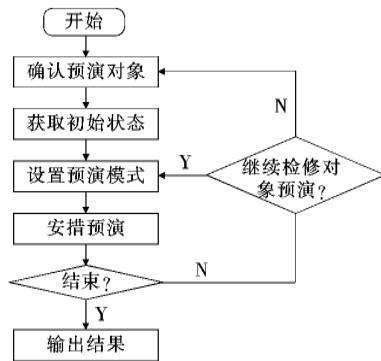 开始
确认预演对象
N
获取初始状态
继续检修对
象预演?
Y
设置预演模式
安措预演
结束?
N
Y
输出结果